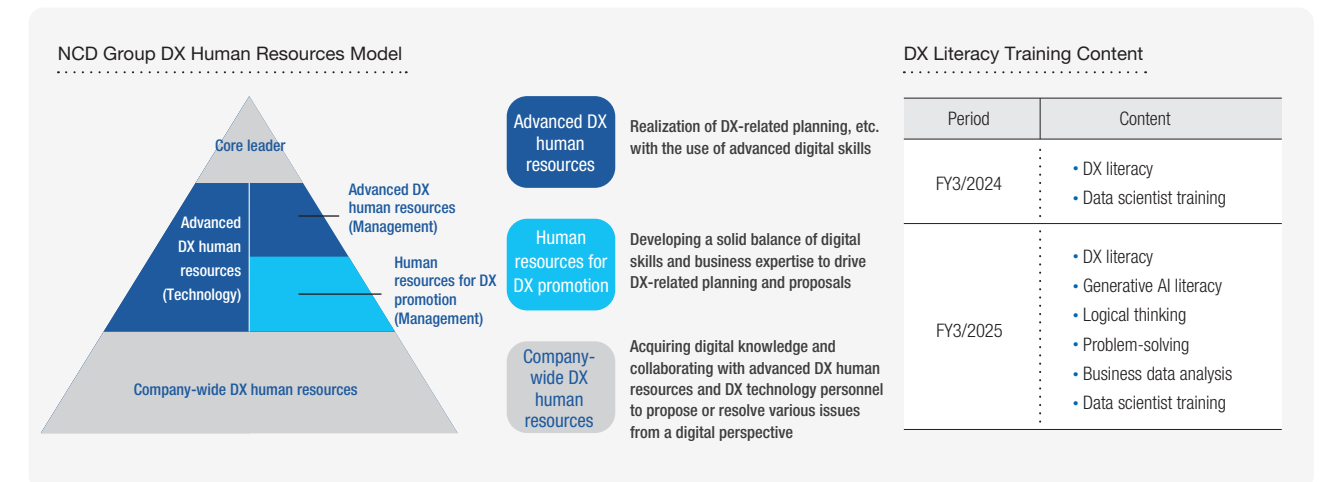 NCD Group DX Human Resources Model
Core leader
Advanced
DX human
resources
(Technology)
Advanced DX
human resources
(Management)
Human
resources for DX
promotion
(Management)
Company-wide DX human resources
Advanced DX
human
resources
Realization of DX-related planning, etc.
with the use of advanced digital skills
Human
resources for
DX promotion
Developing a solid balance of digital
skills and business expertise to drive
DX-related planning and proposals
Company-
wide DX
human
resources
Acquiring digital knowledge and
collaborating with advanced DX human
resources and DX technology personnel
to propose or resolve various issues
from a digital perspective
DX Literacy Training Content
Period Content
FY3/2024
• DX literacy
• Data scientist training
FY3/2025
• DX literacy
• Generative AI literacy
• Logical thinking
• Problem-solving
• Business data analysis
• Data scientist training